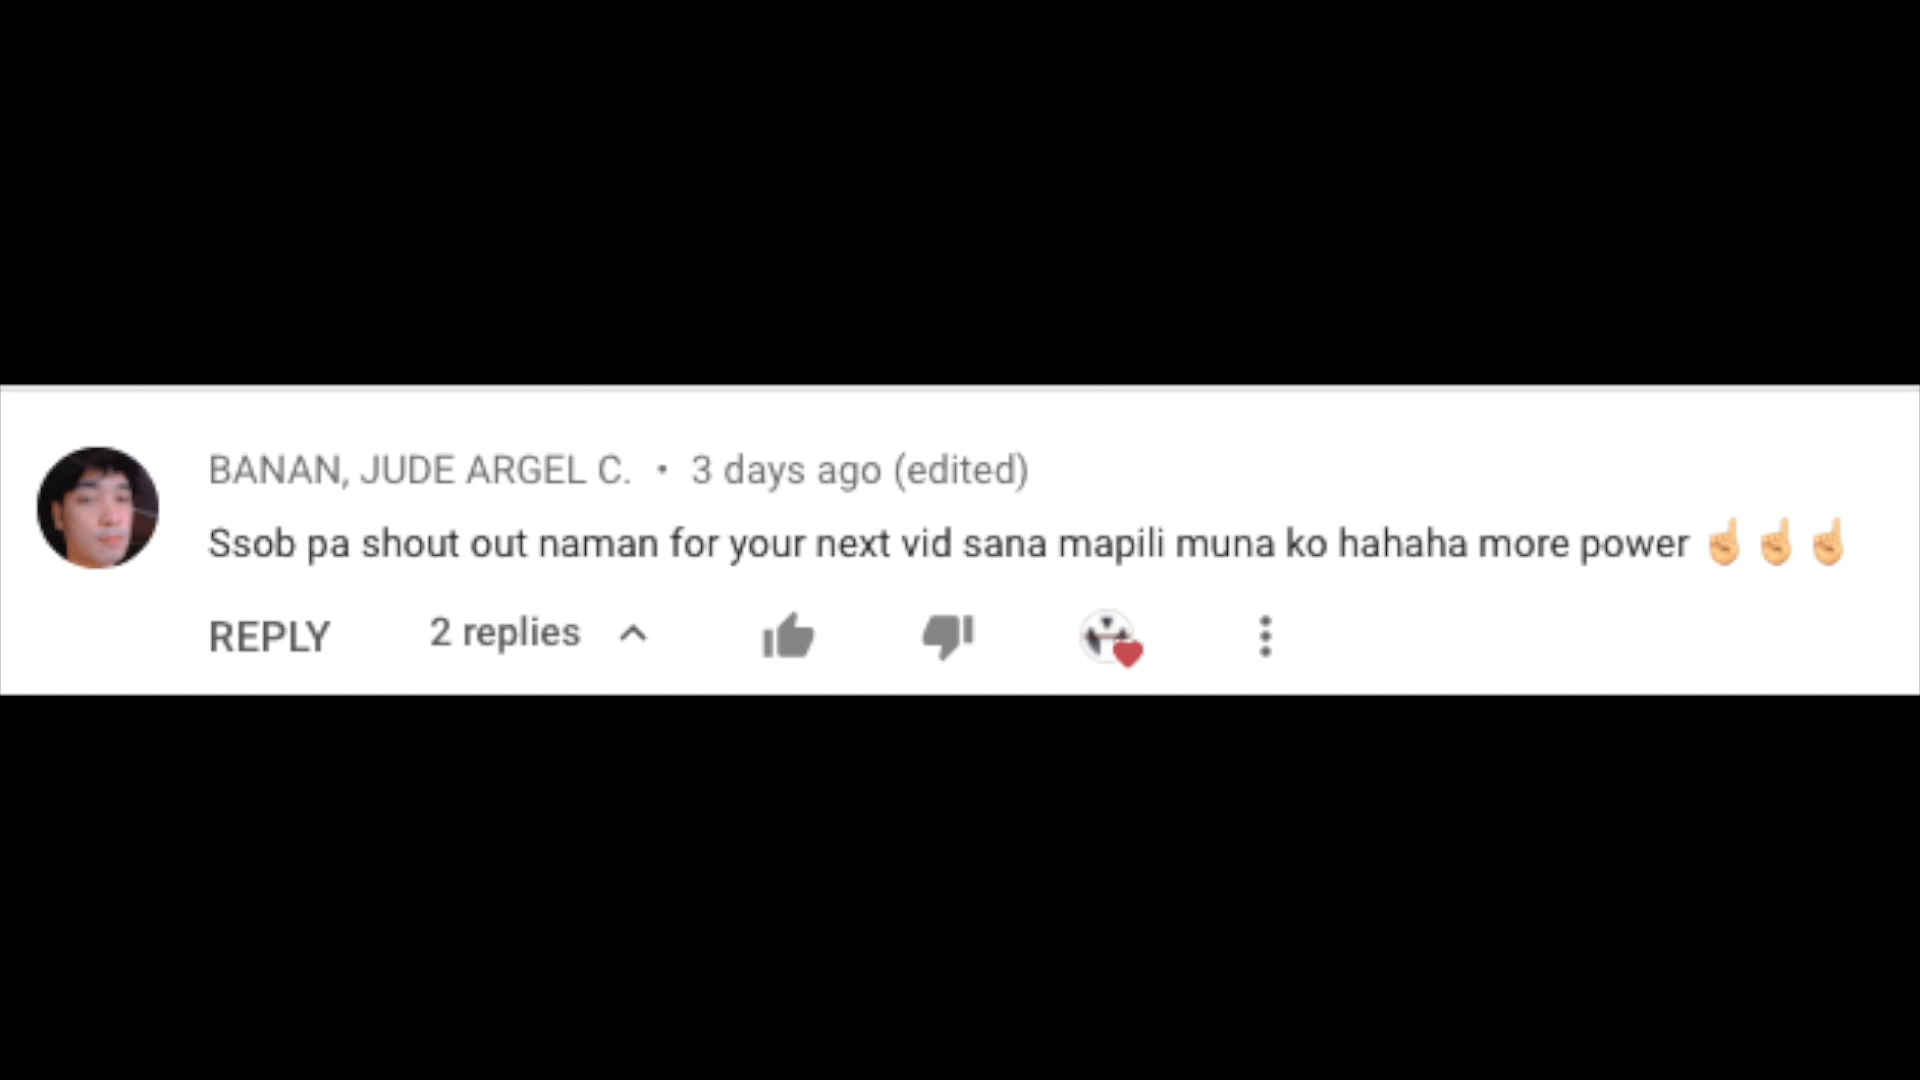 BANAN, JUDE ARGEL C. • 3 days ago (edited)
Ssob pa shout out naman for your next vid sana mapili muna ko hahaha more power ☝🏻☝🏻☝🏻
REPLY 2 replies